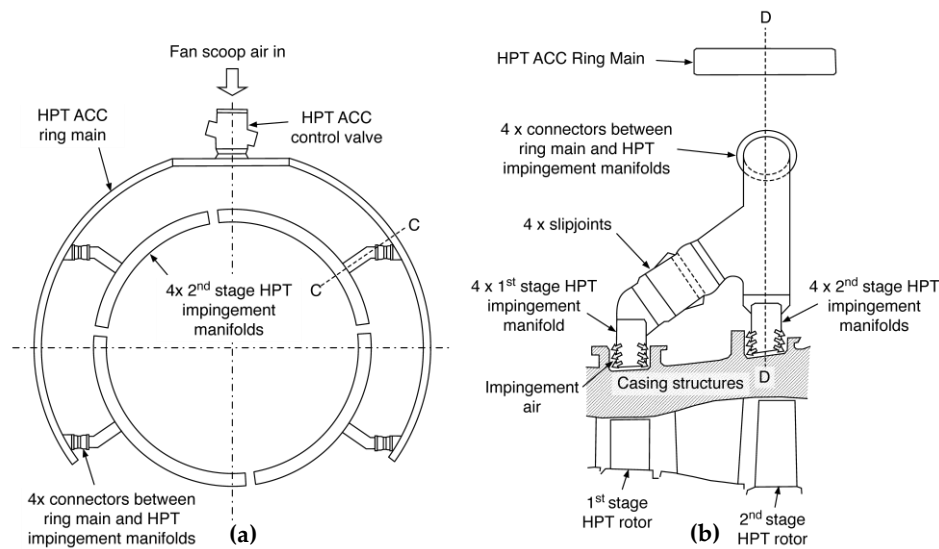 Fan scoop air in
HPT ACC
ring main
HPT ACC
control valve
C
C
4x 2nd stage HPT
impingement
manifolds
4x connectors between
ring main and HPT
impingement manifolds
(a)
D
HPT ACC Ring Main
4 x connectors between
ring main and HPT
impingement manifolds
4 x slipjoints
4 x 1st stage HPT
impingement
manifold
4 x 2nd stage HPT
impingement
manifolds
Impingement
air
Casing structures
D
1st stage
HPT rotor
(b)
2nd stage
HPT rotor